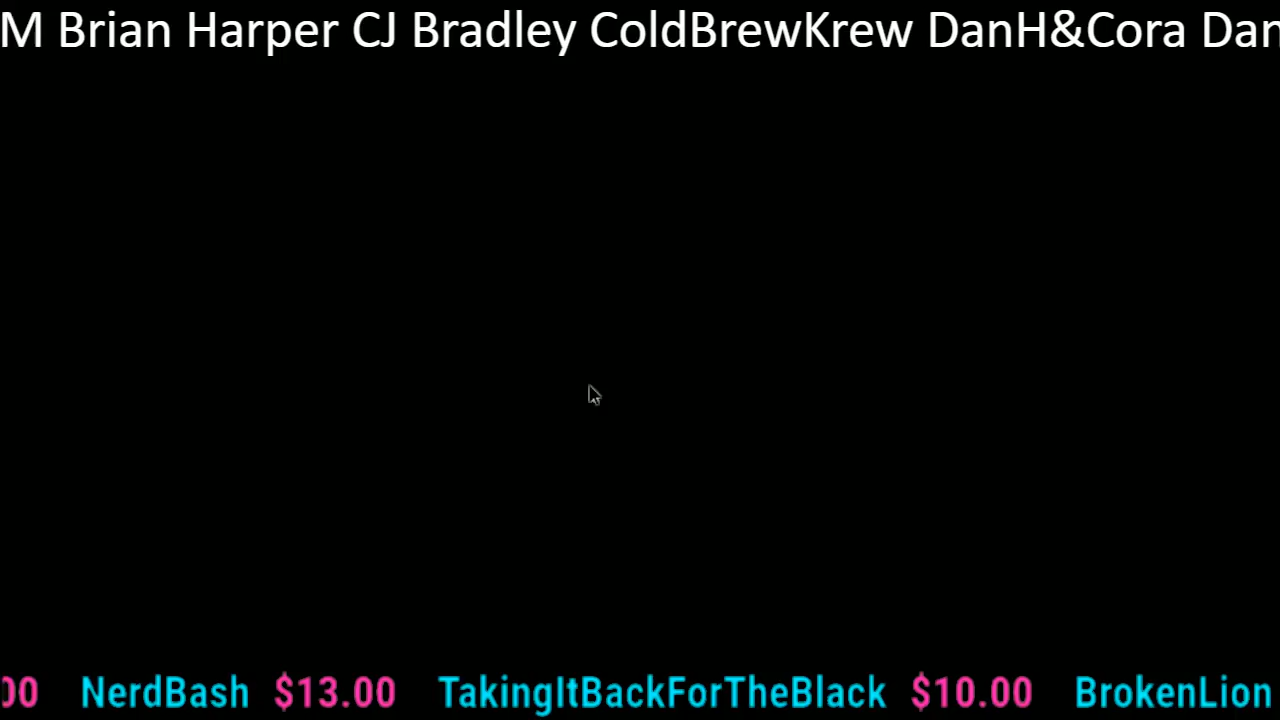 M Brian Harper CJ Bradley ColdBrewKrew DanH&Cora Dan
00 NerdBash $13.00 TakingItBackForTheBlack $10.00 BrokenLion